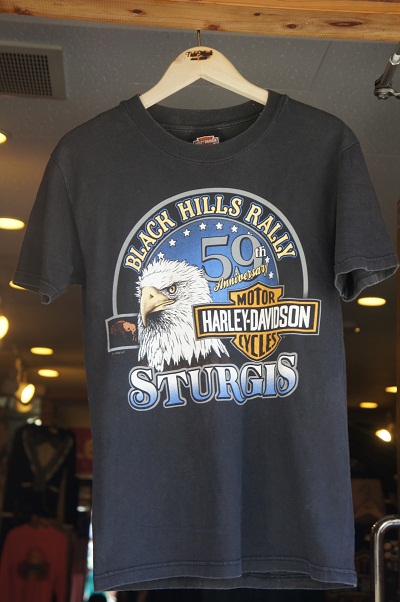 BLACK HILLS RALLY
59th
Anniversary
MOTOR
HARLEY-DAVIDSON
CYCLES
STURGIS